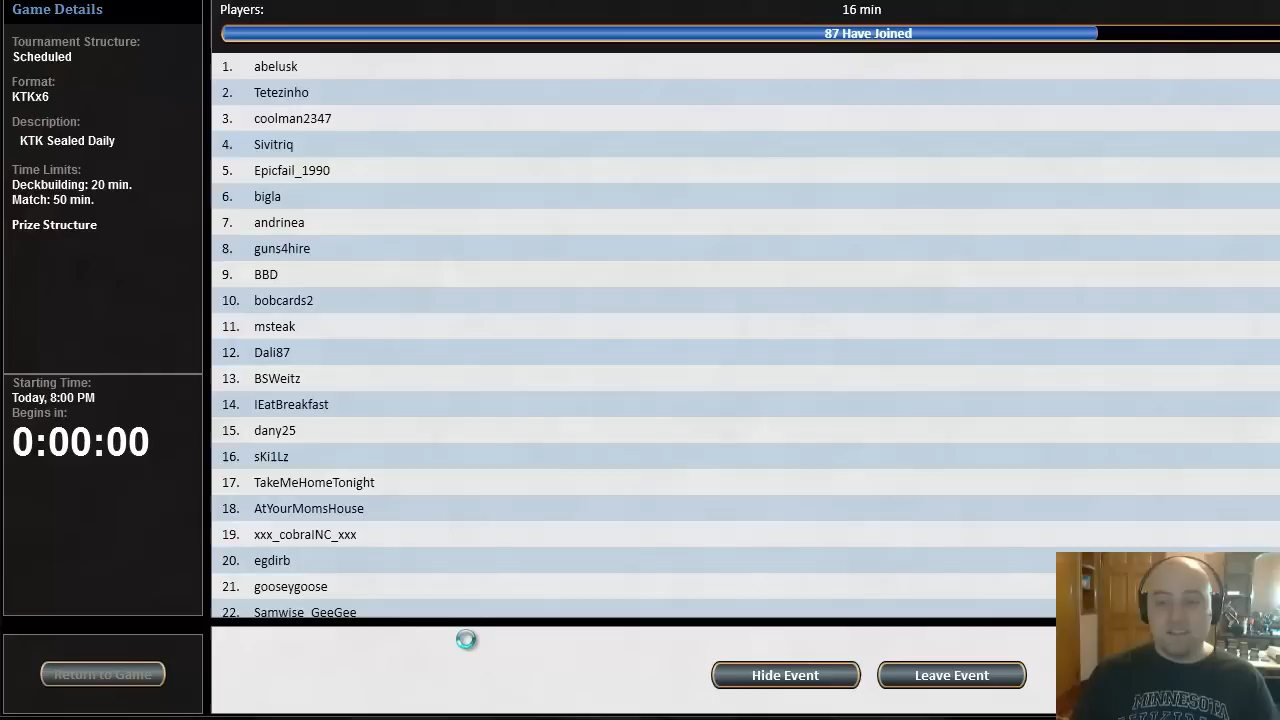 Game Details
Players:
16 min
87 Have Joined
Tournament Structure:
Scheduled
Format:
KTKx6
Description:
KTK Sealed Daily
Time Limits:
Deckbuilding: 20 min.
Match: 50 min.
Prize Structure
Starting Time:
Today, 8:00 PM
Begins in:
0:00:00
Return to Game
1. abelusk
2. Tetezinho
3. coolman2347
4. Sivitriq
5. Epicfail_1990
6. bigla
7. andrinea
8. guns4hire
9. BBD
10. bobcards2
11. msteak
12. Dali87
13. BSWeitz
14. IEatBreakfast
15. dany25
16. sKi1Lz
17. TakeMeHomeTonight
18. AtYourMomsHouse
19. xxx_cobraINC_xxx
20. egdirb
21. gooseygoose
22. Samwise_GeeGee
Hide Event
Leave Event
MINNESOTA